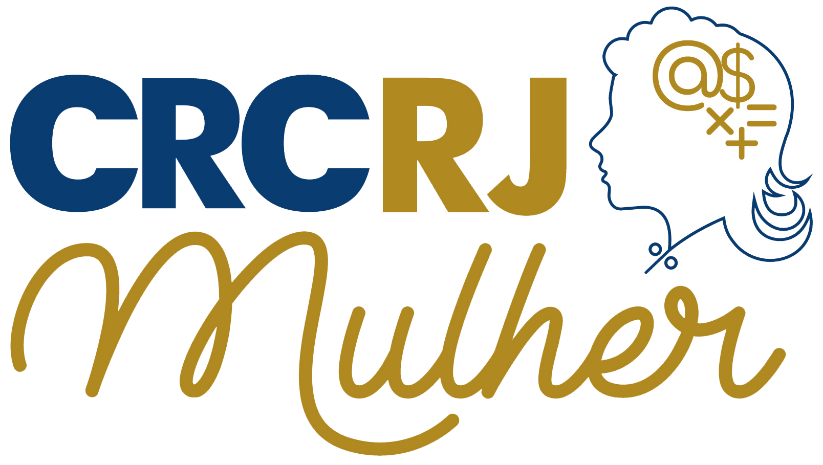 CRCRJ
@$
×=
+
Mulher